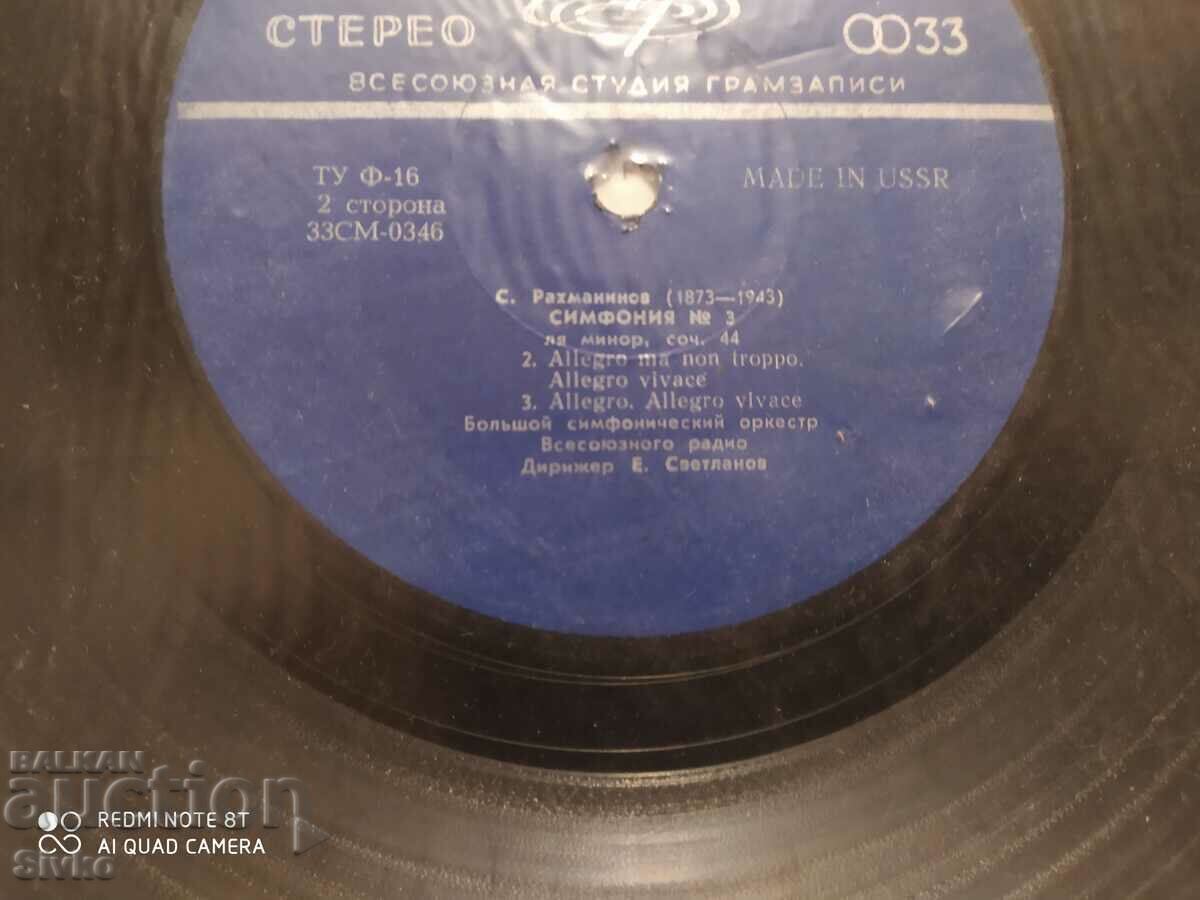 СТЕРЕО
33
ВСЕСОЮЗНАЯ СТУДИЯ ГРАМЗАПИСИ
ТУ Ф-16
2 сторона
33СМ-0346
MADE IN USSR
С. Рахманинов (1873—1943)
СИМФОНИЯ № 3
ля минор, соч. 44
2. Allegro ma non troppo.
Allegro vivace
3. Allegro. Allegro vivace
Большой симфонический оркестр
Всесоюзного радио
Дирижер Е. Светланов
BALKAN
auction
REDMI NOTE 8T
AI QUAD CAMERA
Sivko